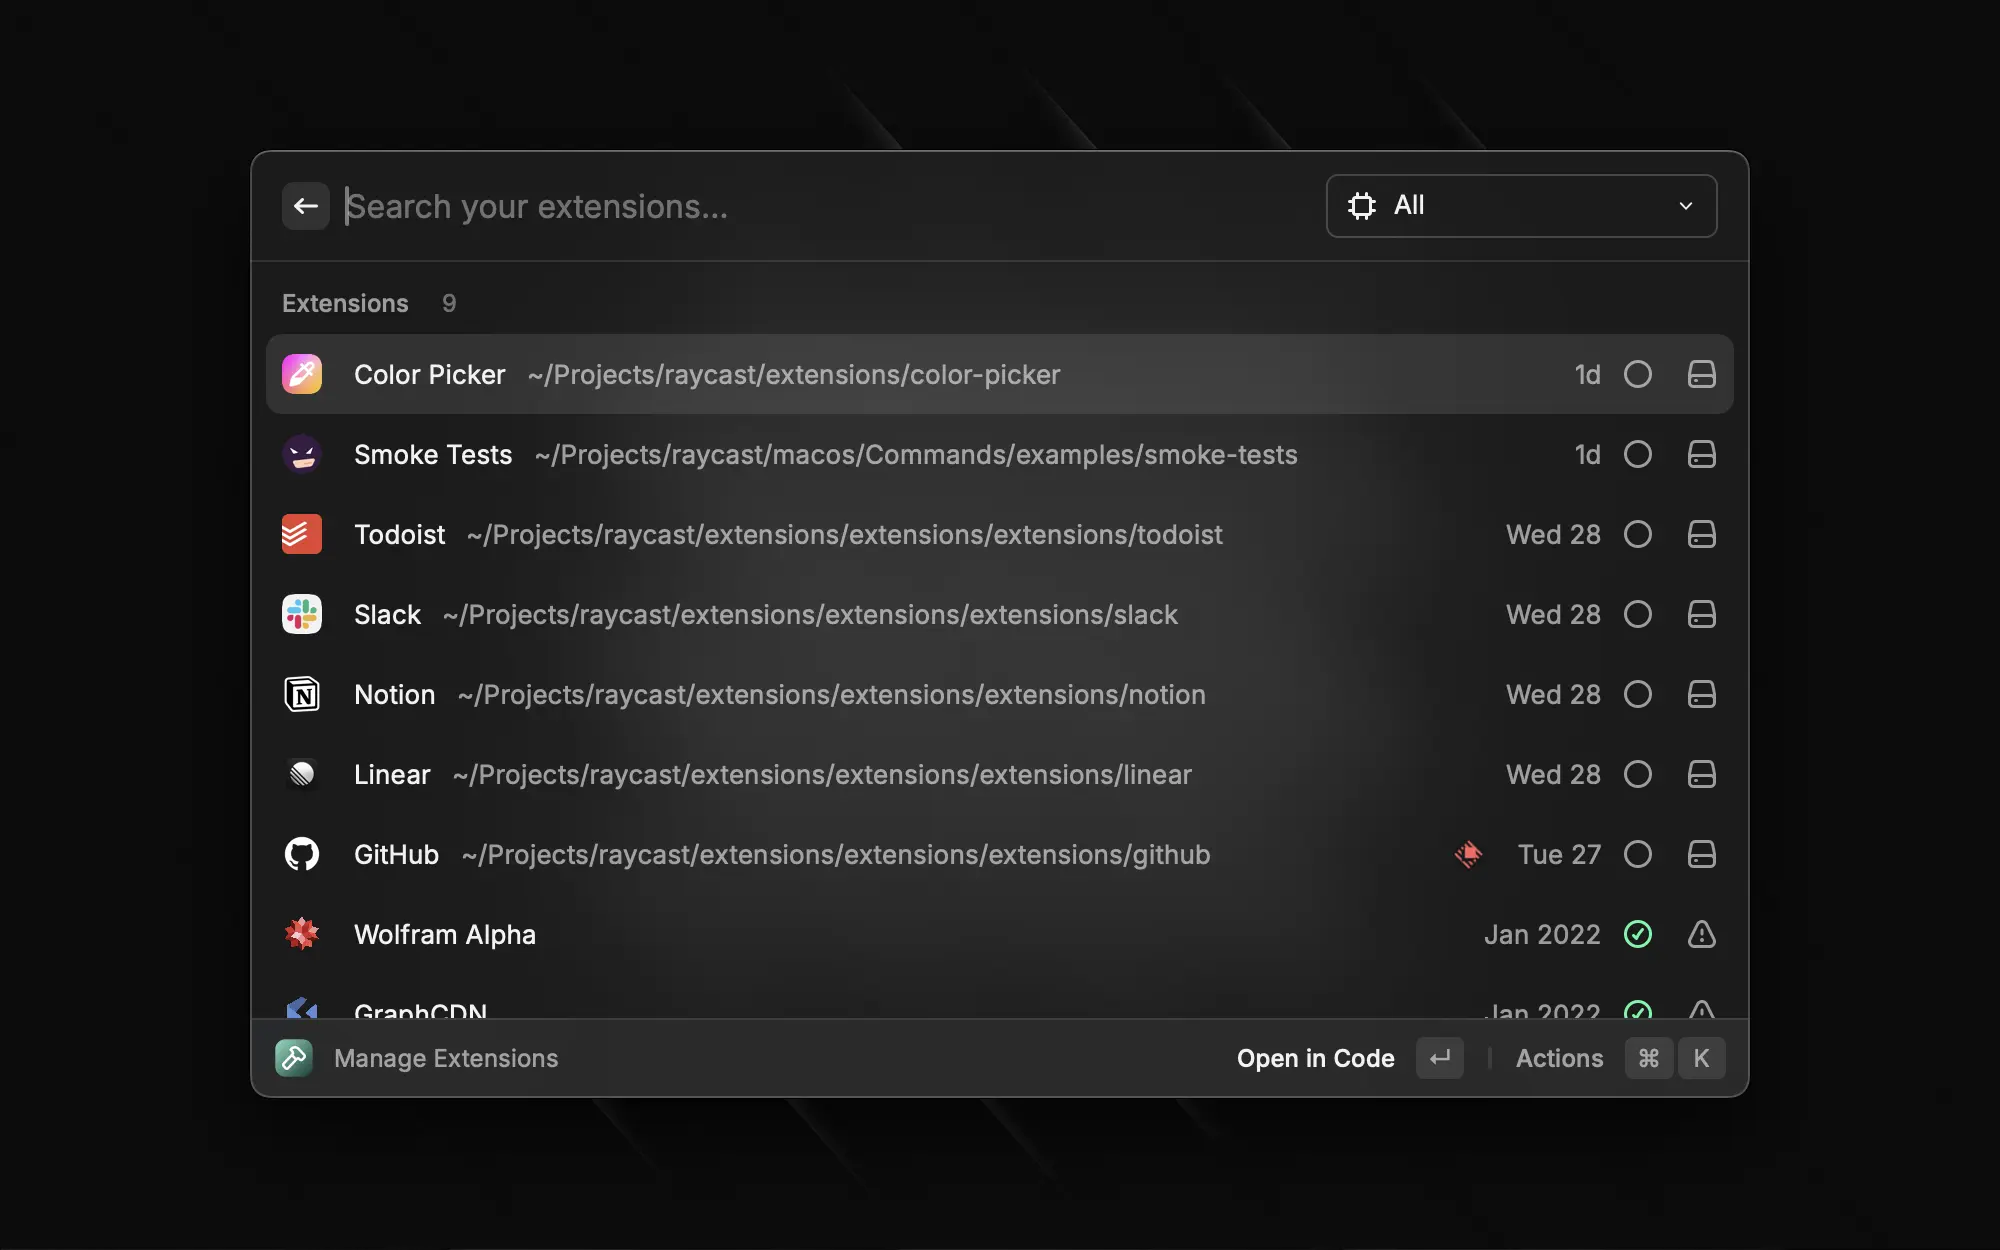 Search your extensions...
All
Extensions 9
Color Picker ~/Projects/raycast/extensions/color-picker 1d
Smoke Tests ~/Projects/raycast/macos/Commands/examples/smoke-tests 1d
Todoist ~/Projects/raycast/extensions/extensions/extensions/todoist Wed 28
Slack ~/Projects/raycast/extensions/extensions/extensions/slack Wed 28
Notion ~/Projects/raycast/extensions/extensions/extensions/notion Wed 28
Linear ~/Projects/raycast/extensions/extensions/extensions/linear Wed 28
GitHub ~/Projects/raycast/extensions/extensions/extensions/github Tue 27
Wolfram Alpha Jan 2022
GraphCDN Jan 2022
Manage Extensions Open in Code ↵ Actions ⌘ K